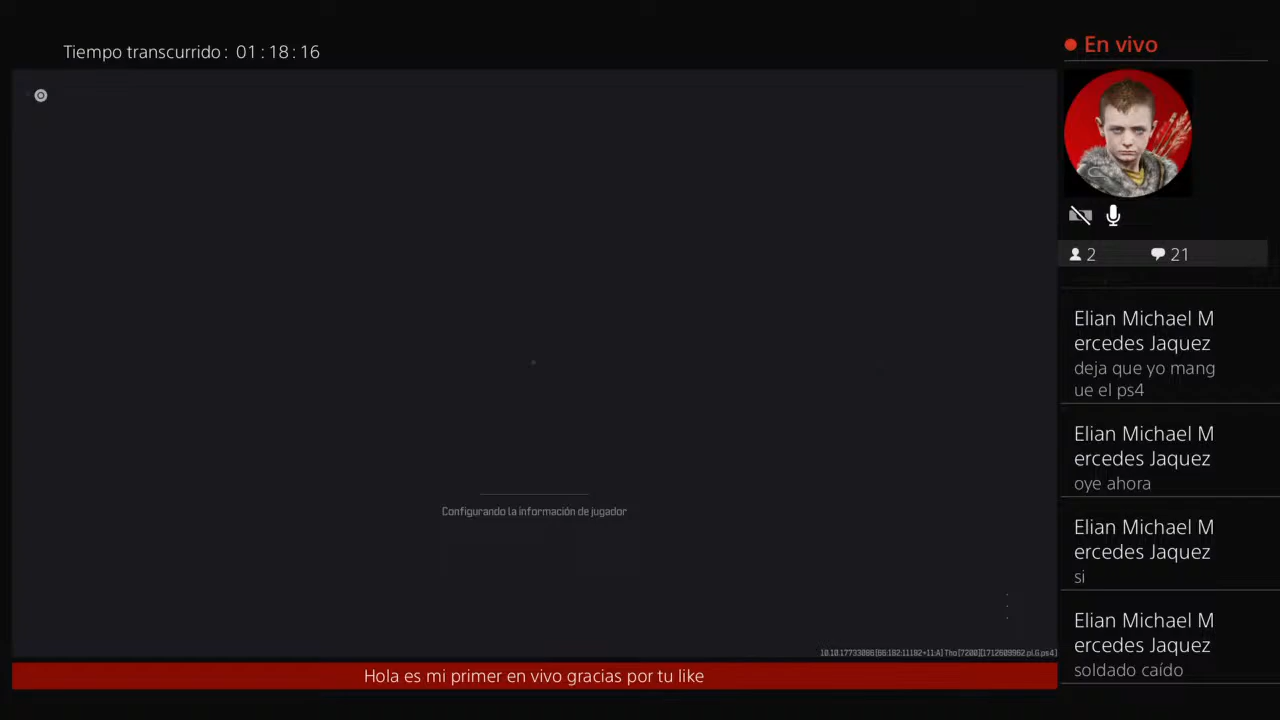 Tiempo transcurrido : 01 : 18 : 16
En vivo
2
21
Elian Michael M
ercedes Jaquez
deja que yo mang
ue el ps4
Elian Michael M
ercedes Jaquez
oye ahora
Elian Michael M
ercedes Jaquez
si
Elian Michael M
ercedes Jaquez
soldado caído
Configurando la información de jugador
Hola es mi primer en vivo gracias por tu like